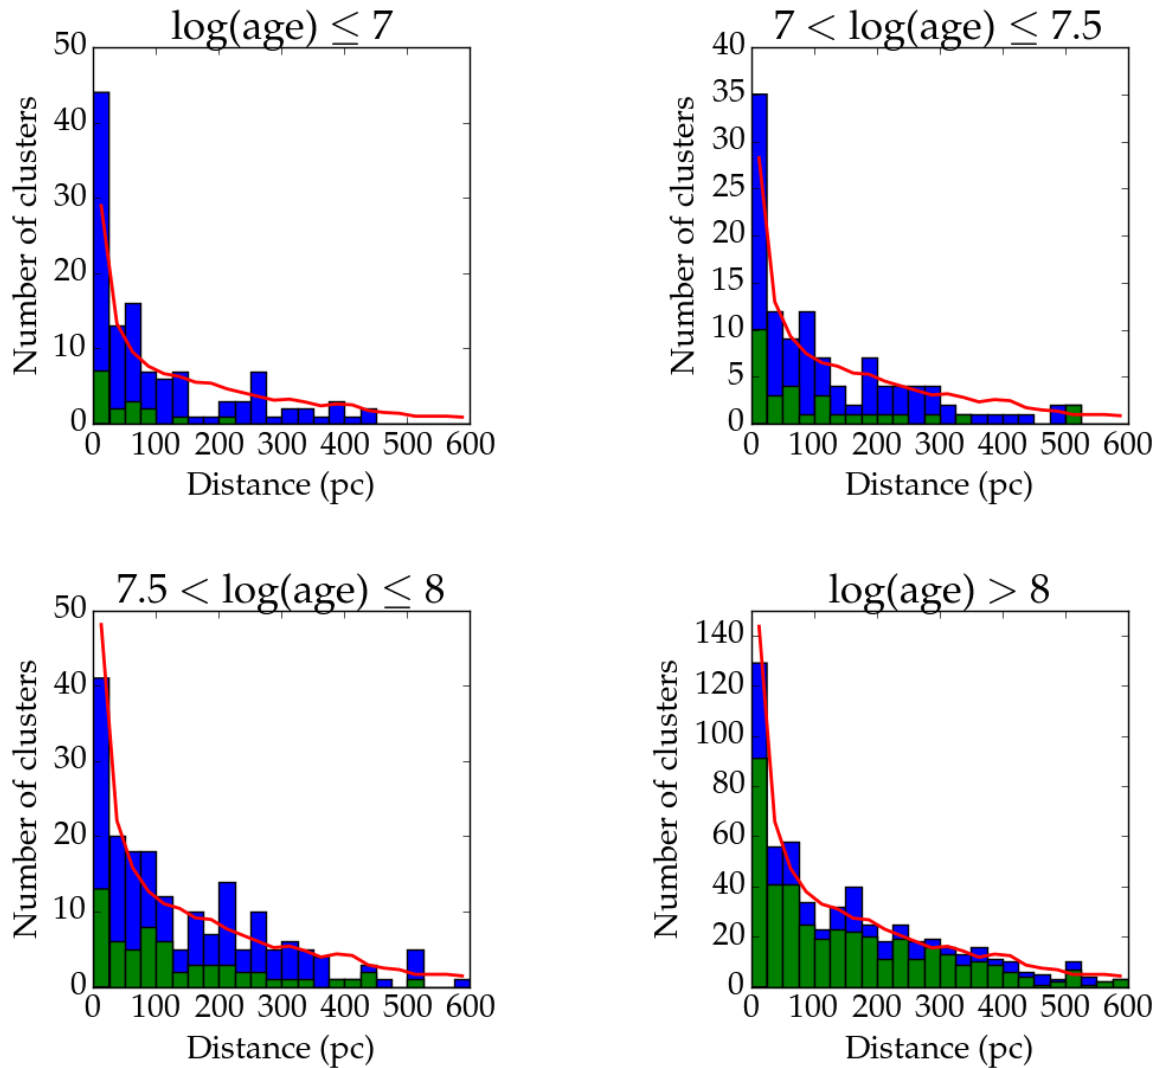 log(age) ≤ 7
50
40
30
20
10
0
Number of clusters
0 100 200 300 400 500 600
Distance (pc)
7 < log(age) ≤ 7.5
40
35
30
25
20
15
10
5
0
Number of clusters
0 100 200 300 400 500 600
Distance (pc)
7.5 < log(age) ≤ 8
50
40
30
20
10
0
Number of clusters
0 100 200 300 400 500 600
Distance (pc)
log(age) > 8
140
120
100
80
60
40
20
0
Number of clusters
0 100 200 300 400 500 600
Distance (pc)